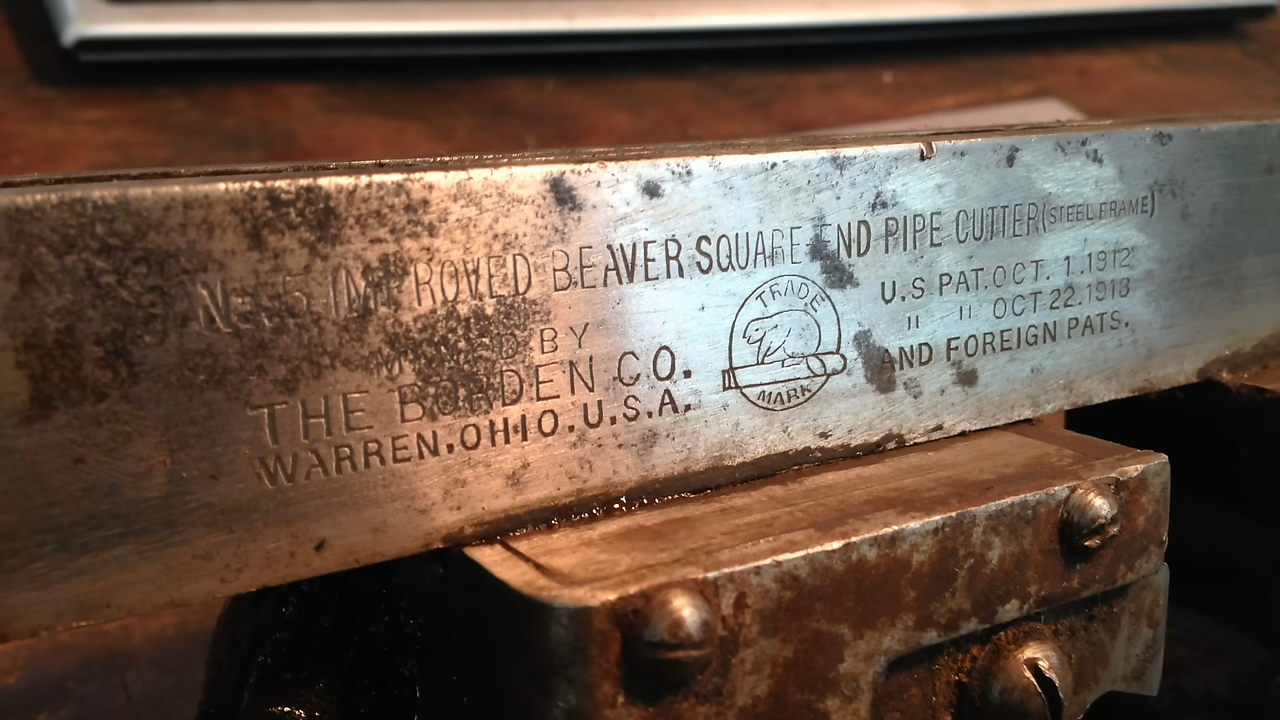 No. 5 IMPROVED BEAVER SQUARE END PIPE CUTTER (STEEL FRAME)
BY
THE BORDEN CO.
WARREN, OHIO, U.S.A.
TRADE
MARK
U.S. PAT. OCT. 1. 1912
" " OCT 22. 1918
AND FOREIGN PATS.